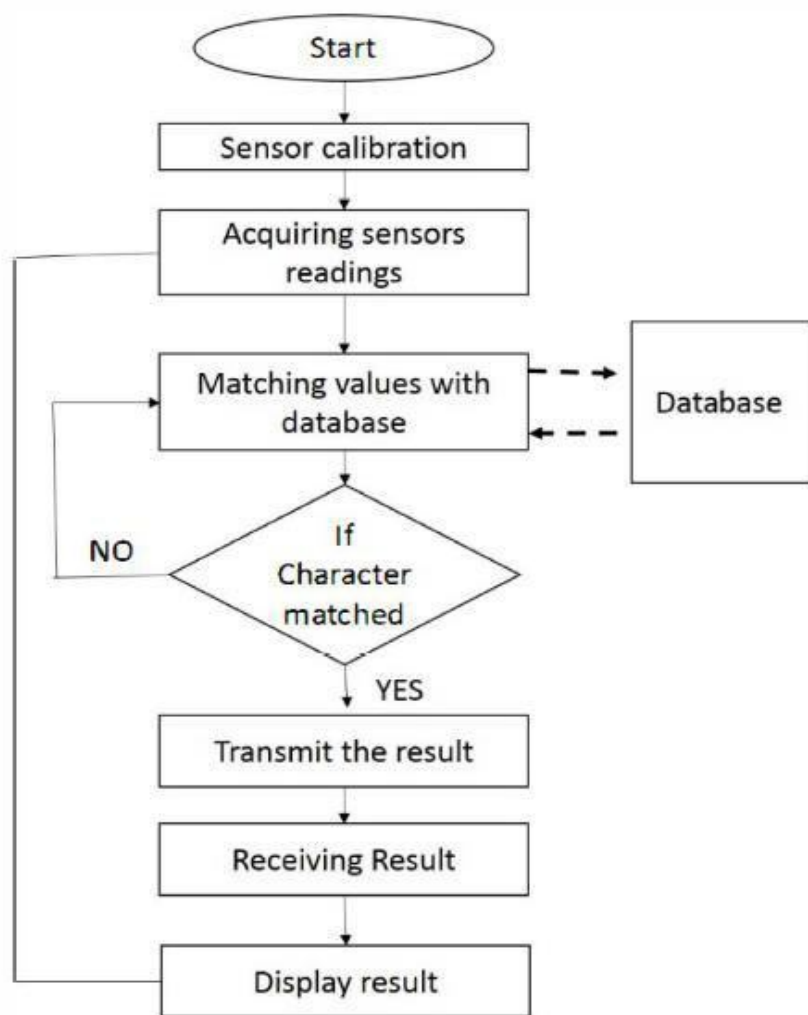 Start
Sensor calibration
Acquiring sensors
readings
Matching values with
database
Database
If
Character
matched
NO
YES
Transmit the result
Receiving Result
Display result